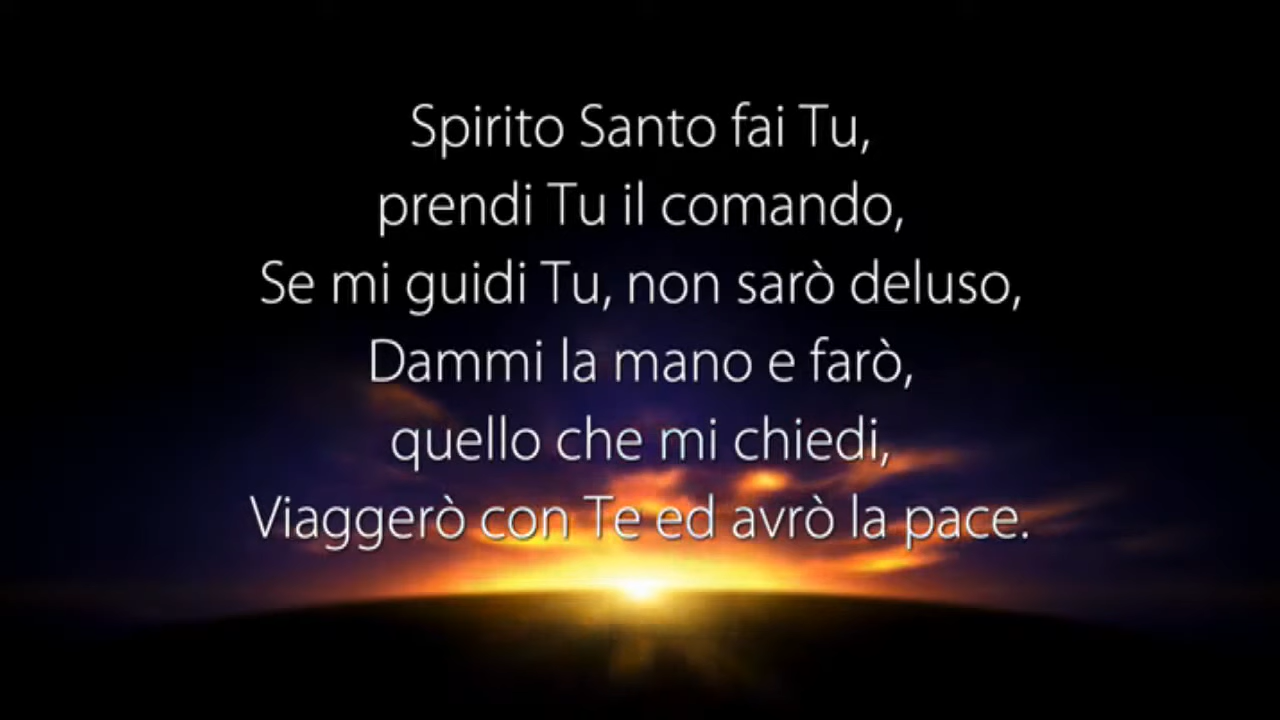 Spirito Santo fai Tu,
prendi Tu il comando,
Se mi guidi Tu, non sarò deluso,
Dammi la mano e farò,
quello che mi chiedi,
Viaggerò con Te ed avrò la pace.